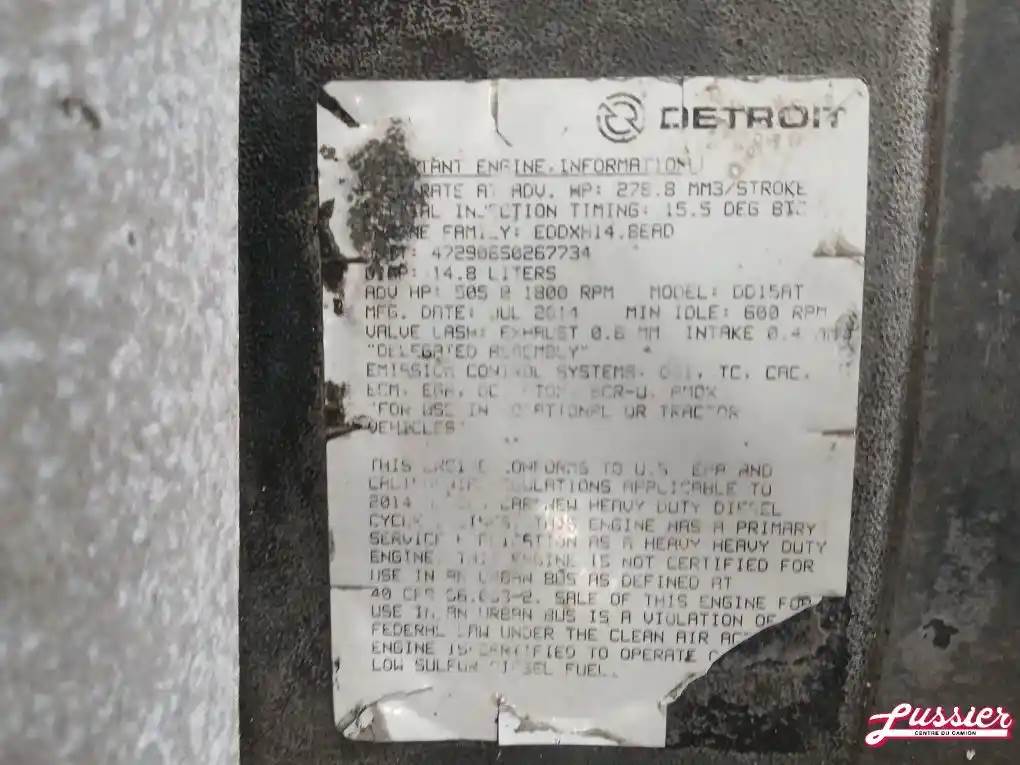 DETROIT
ENGINE INFORMATION
RATE AT ADV. HP: 278.8 MM3/STROKE
INJECTION TIMING: 15.5 DEG
FAMILY: EDDXH14.8EAD
47290650267734
14.8 LITERS
ADV HP: 505 @ 1800 RPM MODEL: DD15AT
MFG. DATE: JUL 2014 MIN IDLE: 600 RPM
VALVE LASH: EXHAUST 0.6 MM INTAKE 0.4
"DELEGATED ASSEMBLY"
EMISSION CONTROL SYSTEMS: TC, CAC,
ECM, EGR,
"FOR USE IN OR TRACTOR
VEHICLES"
THIS ENGINE CONFORMS TO U.S. EPA AND
REGULATIONS APPLICABLE TO
2014 NEW HEAVY DUTY DIESEL
CYCLE THIS ENGINE HAS A PRIMARY
SERVICE AS A HEAVY HEAVY DUTY
ENGINE. THIS ENGINE IS NOT CERTIFIED FOR
USE IN AN URBAN BUS AS DEFINED AT
40 CFR SALE OF THIS ENGINE FOR
USE IN AN URBAN BUS IS A VIOLATION OF
FEDERAL LAW UNDER THE CLEAN AIR
ENGINE IS CERTIFIED TO OPERATE
LOW SULFUR DIESEL FUEL.
Lussier
CENTRE DU CAMION